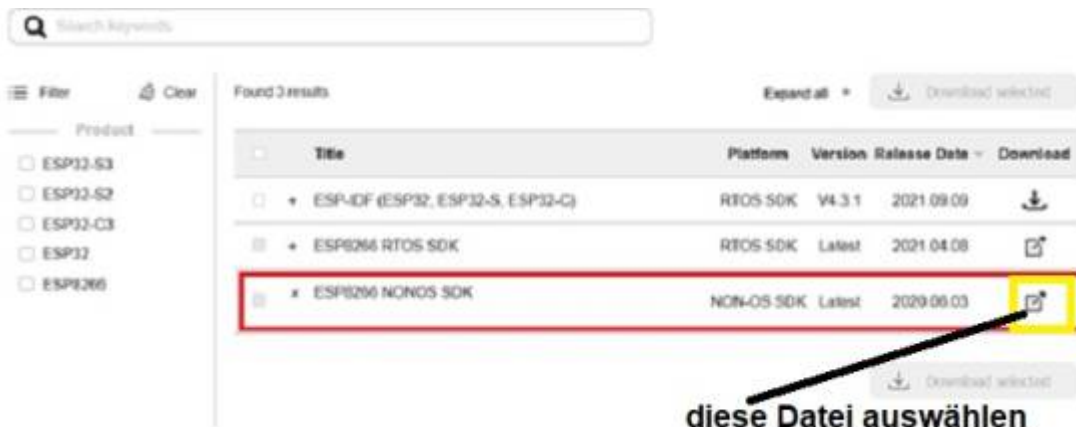 Search keywords
Filter Clear
Found 3 results
Expand all
Download selected
Product
ESP32-S3
ESP32-S2
ESP32-C3
ESP32
ESP8266
Title Platform Version Ralasse Date Download
+ ESP-IDF (ESP32, ESP32-S, ESP32-C) RTOS SDK V4.3.1 2021.09.09
+ ESP8266 RTOS SDK RTOS SDK Latest 2021.04.08
x ESP8266 NONOS SDK NON-OS SDK Latest 2020.06.03
Download selected
diese Datei auswählen